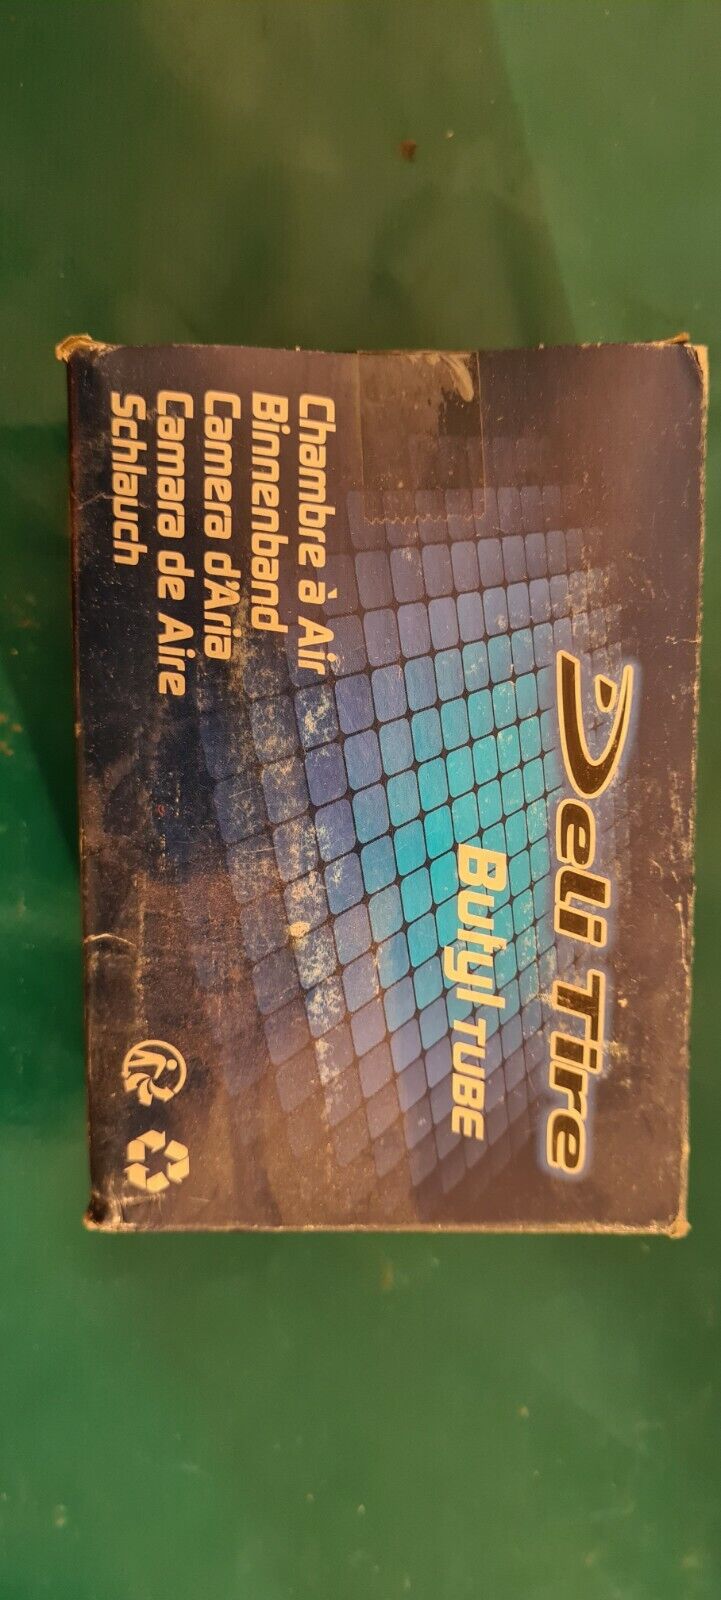 Deli Tire
Butyl TUBE
Chambre à Air
Binnenband
Camera d'Aria
Camara de Aire
Schlauch